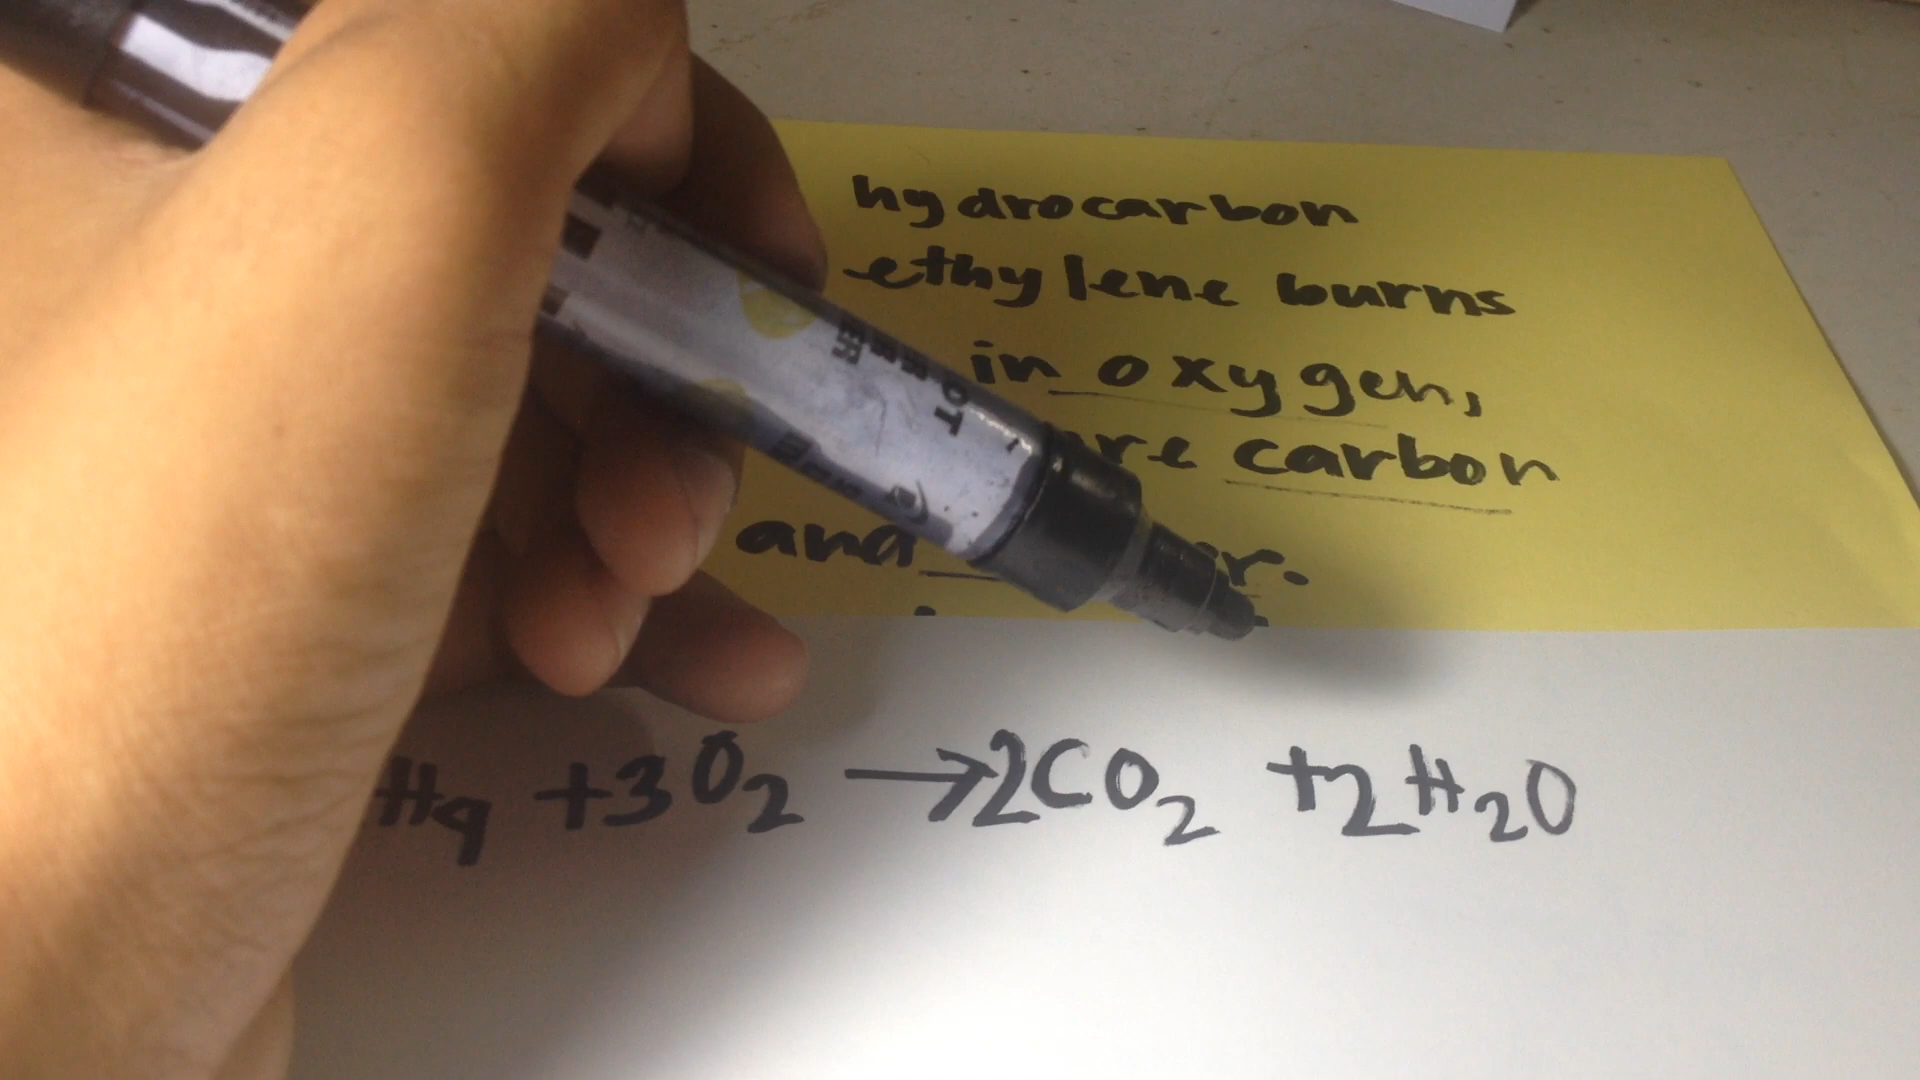 hydrocarbon
ethylene burns
in oxygen,
carbon
and
H4 + 3O2 → 2CO2 + 2H2O